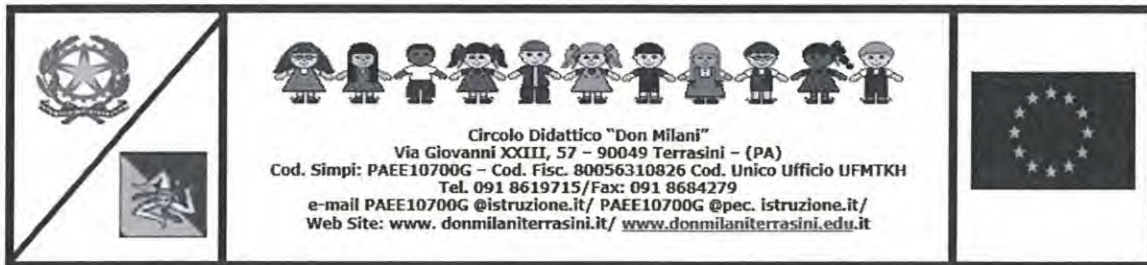 Circolo Didattico "Don Milani"
Via Giovanni XXIII, 57 – 90049 Terrasini – (PA)
Cod. Simpi: PAEE10700G – Cod. Fisc. 80056310826 Cod. Unico Ufficio UFMTKH
Tel. 091 8619715/Fax: 091 8684279
e-mail PAEE10700G @istruzione.it/ PAEE10700G @pec. istruzione.it/
Web Site: www. donmilaniterrasini.it/ www.donmilaniterrasini.edu.it